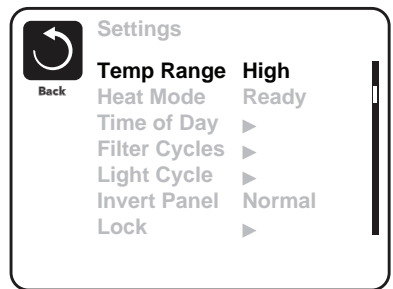 Settings
Back
Temp Range High
Heat Mode Ready
Time of Day ▶
Filter Cycles ▶
Light Cycle ▶
Invert Panel Normal
Lock ▶